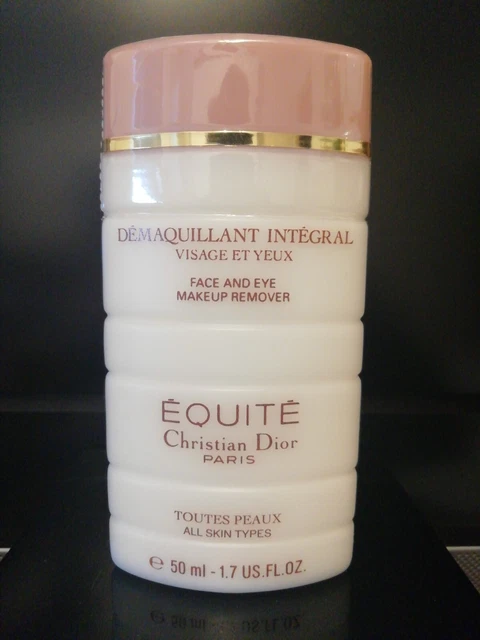 DÉMAQUILLANT INTÉGRAL
VISAGE ET YEUX
FACE AND EYE
MAKEUP REMOVER
ÉQUITÉ
Christian Dior
PARIS
TOUTES PEAUX
ALL SKIN TYPES
℮ 50 ml - 1.7 US.FL.OZ.